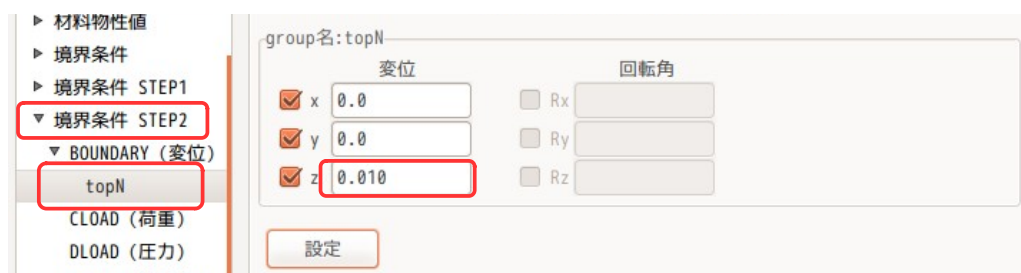 ▶ 材料物性値
▶ 境界条件
▶ 境界条件 STEP1
▼ 境界条件 STEP2
▼ BOUNDARY (変位)
topN
CLOAD (荷重)
DLOAD (圧力)
group名:topN
変位 回転角
x 0.0 Rx
y 0.0 Ry
z 0.010 Rz
設定